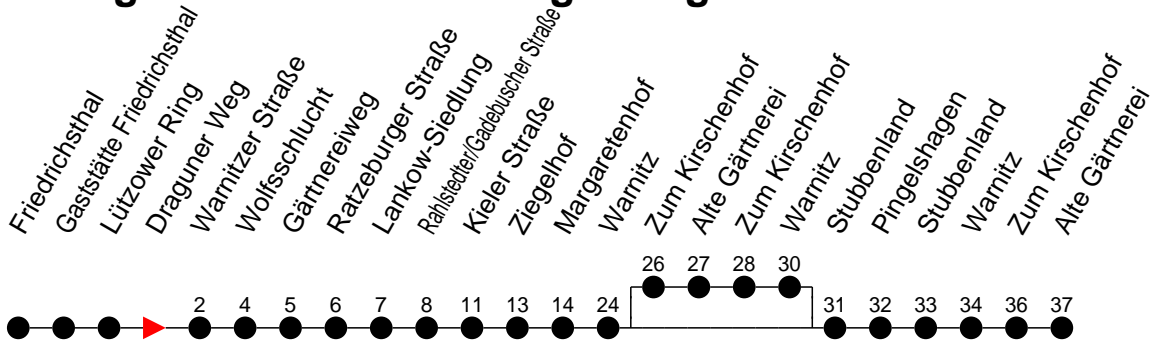 Friedrichsthal
Gaststätte Friedrichsthal
Lützower Ring
Draguner Weg
Warnitzer Straße
Wolfsschlucht
Gärtnereiweg
Ratzeburger Straße
Lankow-Siedlung
Rahlstedter/Gadebuscher Straße
Kieler Straße
Ziegelhof
Margaretenhof
Warnitz
Zum Kirschenhof
Alte Gärtnerei
Zum Kirschenhof
Warnitz
Stubbenland
Pingelshagen
Stubbenland
Warnitz
Zum Kirschenhof
Alte Gärtnerei
26 27 28 30
2 4 5 6 7 8 11 13 14 24 31 32 33 34 36 37